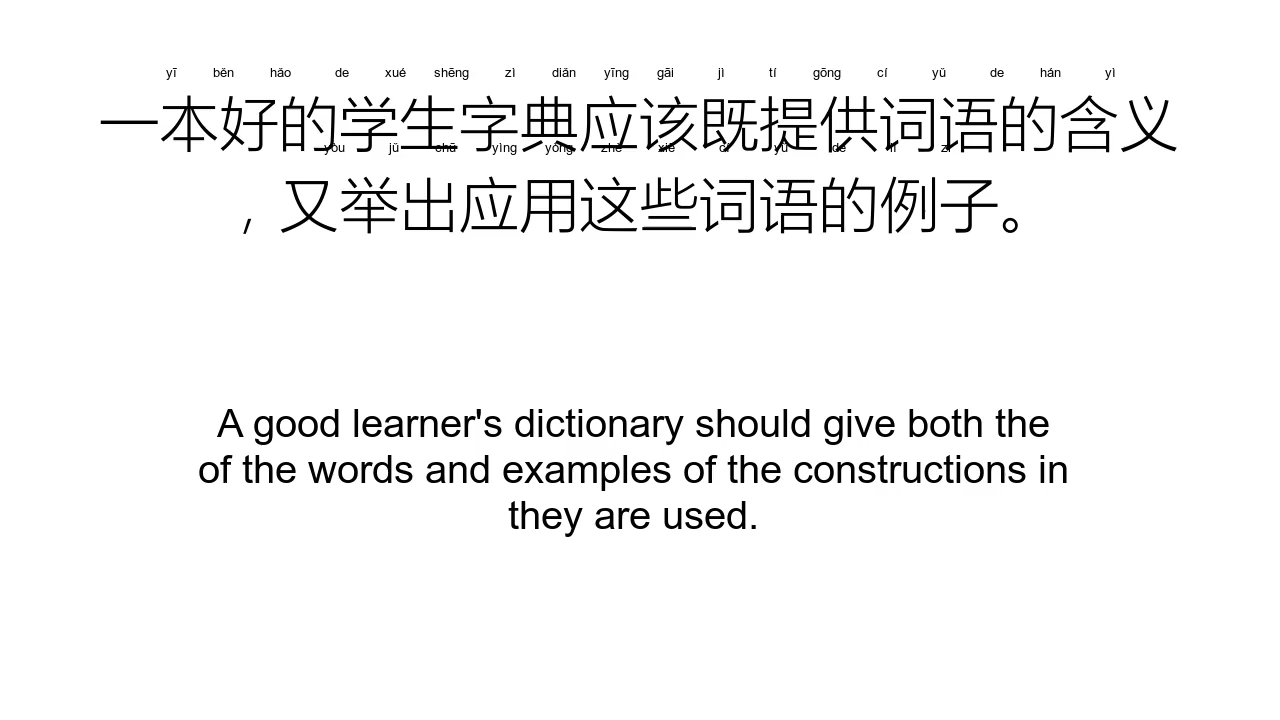 yī běn hǎo de xué shēng zì diǎn yīng gāi jì tí gōng cí yǔ de hán yì
一本好的学生字典应该既提供词语的含义
yòu jǔ chū yìng yòng zhè xiē cí yǔ de lì zi
，又举出应用这些词语的例子。
A good learner's dictionary should give both the
of the words and examples of the constructions in
they are used.